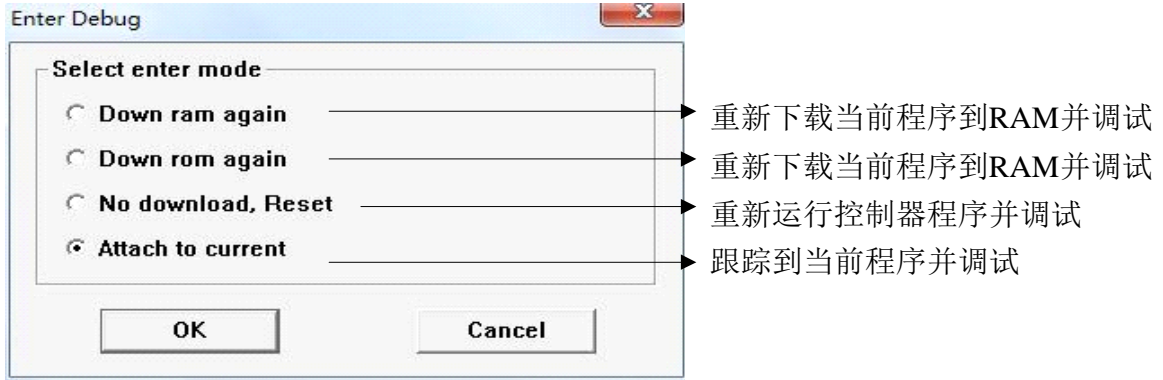 Enter Debug
Select enter mode
Down ram again
重新下载当前程序到RAM并调试
Down rom again
重新下载当前程序到RAM并调试
No download, Reset
重新运行控制器程序并调试
Attach to current
跟踪到当前程序并调试
OK
Cancel